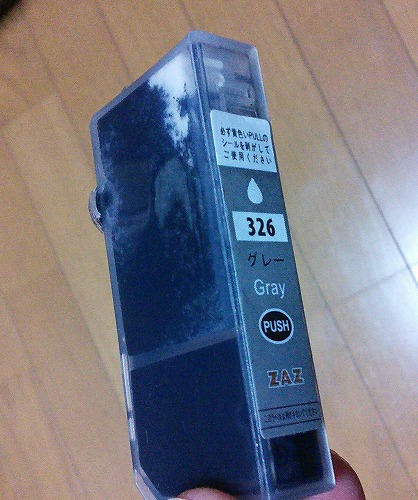 必ず黄色いPULLの
シールを剥がして
ご使用ください
326
グレー
Gray
PUSH
ZAZ